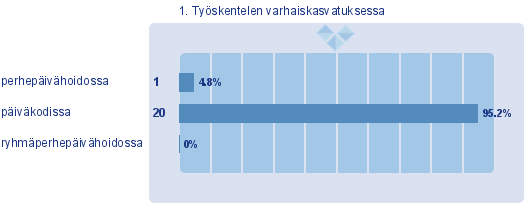 1. Työskentelen varhaiskasvatuksessa
perhepäivähoidossa 1 4.8%
päiväkodissa 20 95.2%
ryhmäperhepäivähoidossa 0%